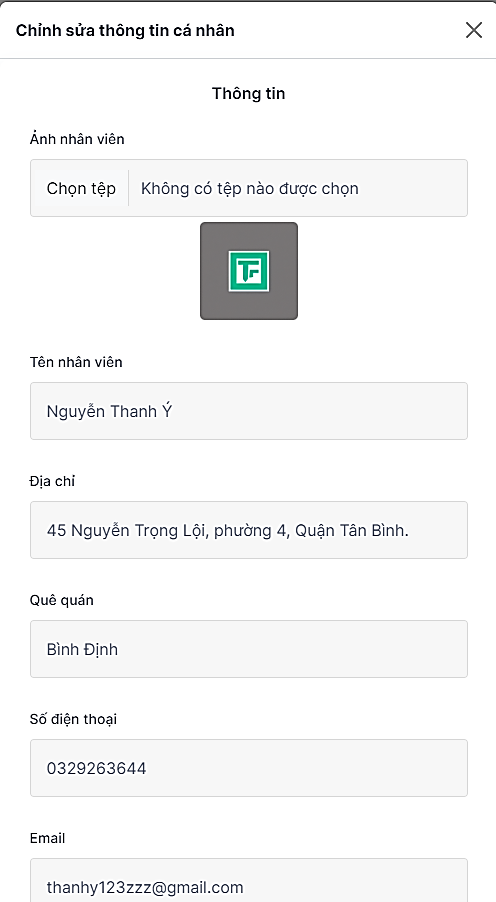 Chỉnh sửa thông tin cá nhân
Thông tin
Ảnh nhân viên
Chọn tệp Không có tệp nào được chọn
TF
Tên nhân viên
Nguyễn Thanh Ý
Địa chỉ
45 Nguyễn Trọng Lội, phường 4, Quận Tân Bình.
Quê quán
Bình Định
Số điện thoại
0329263644
Email
thanhy123zzz@gmail.com